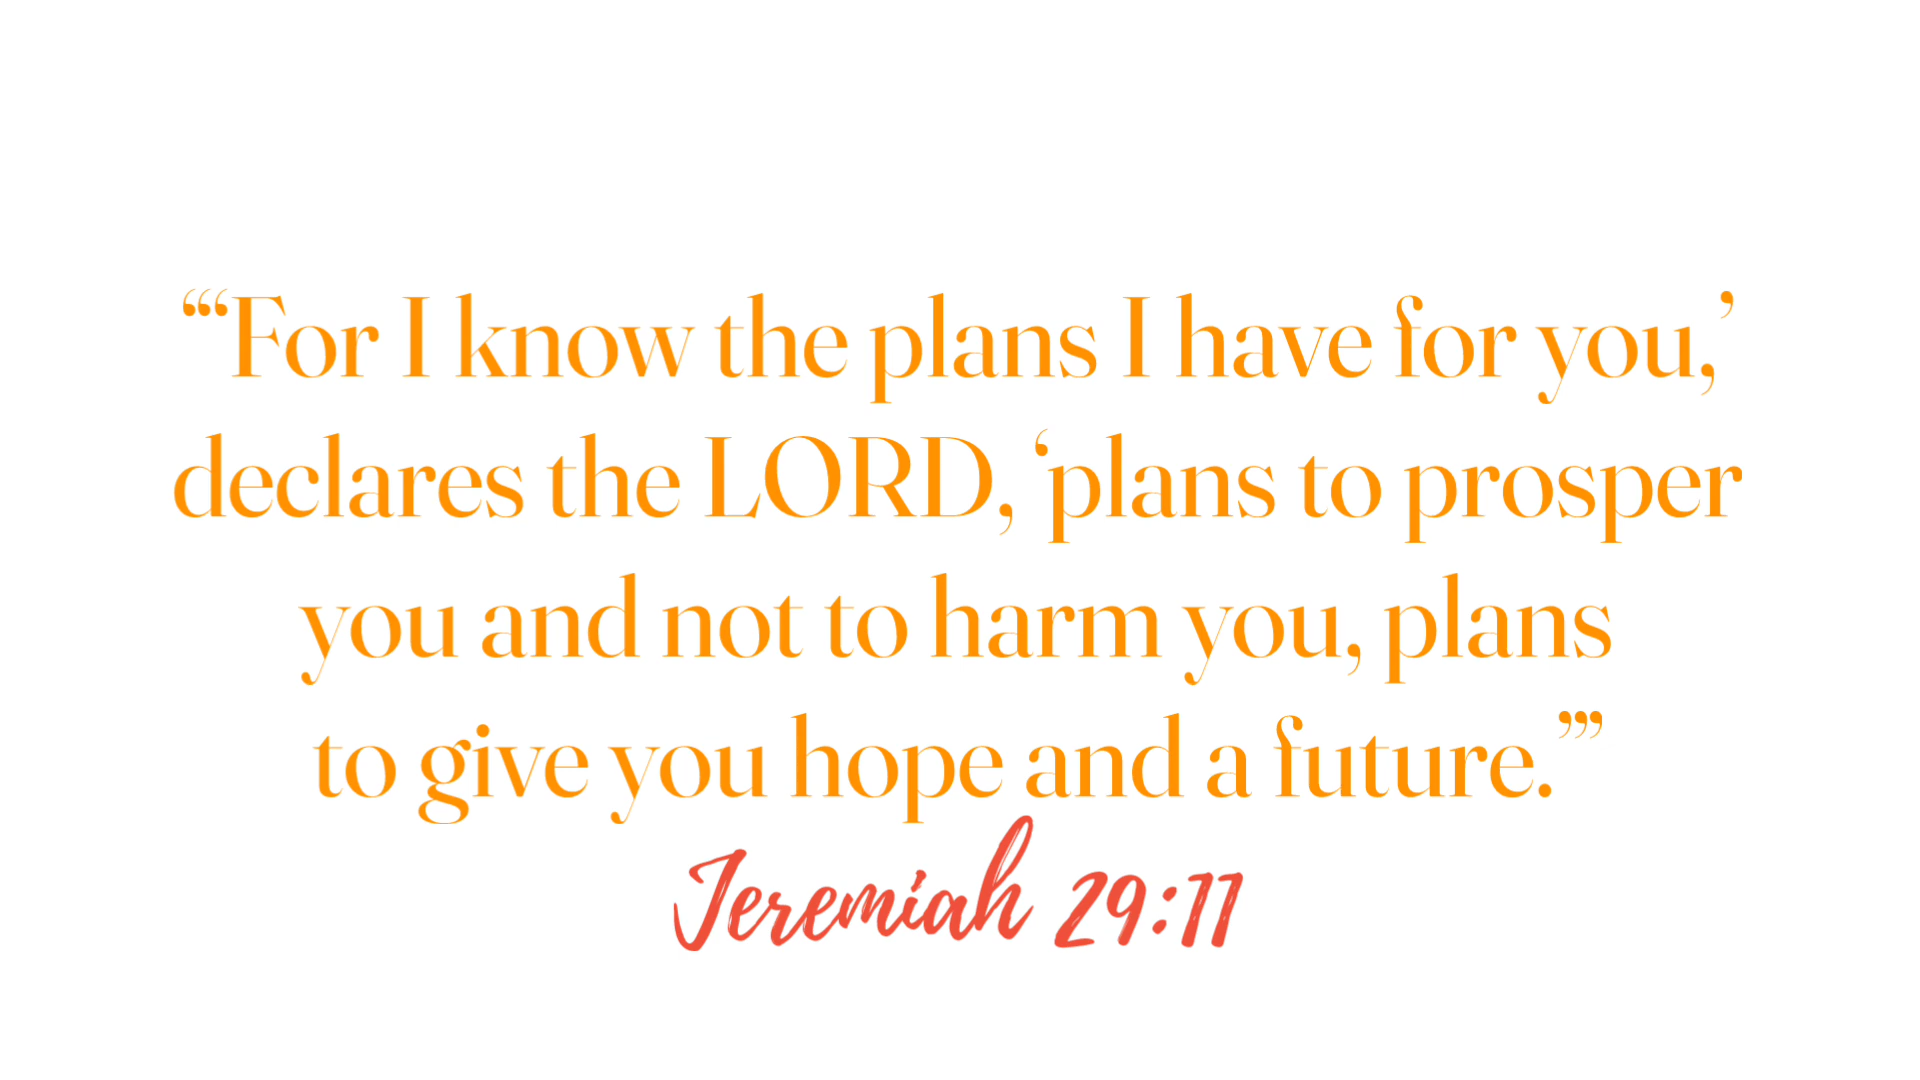 “‘For I know the plans I have for you,’
declares the LORD, ‘plans to prosper
you and not to harm you, plans
to give you hope and a future.’”
Jeremiah 29:11